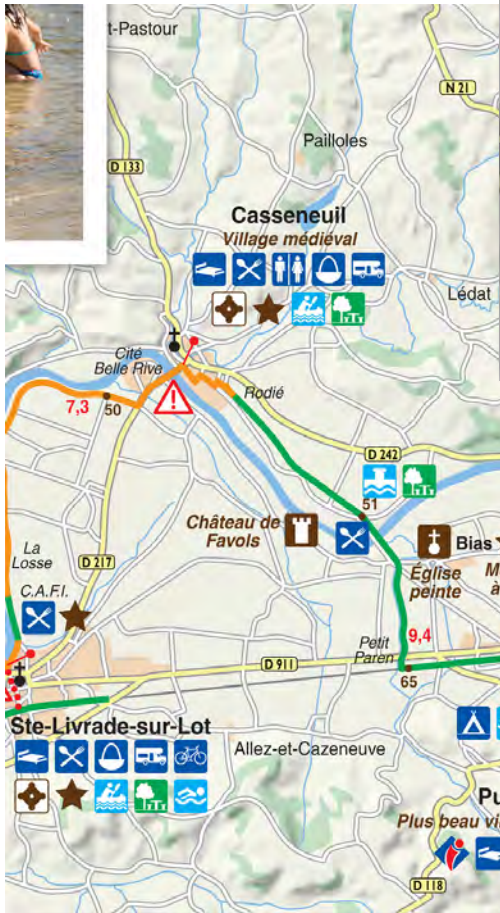 t-Pastour
N 21
Pailloles
D 133
Casseneuil
Village médiéval
Lédat
Cité
Belle Rive
7,3
50
!
Rodié
D 242
51
Château de
Favols
Bias
Église
peinte
M
à
La
Losse
D 217
C.A.F.I.
Petit
Paren
9,4
D 911
65
Ste-Livrade-sur-Lot
Allez-et-Cazeneuve
Pu
Plus beau vi
D 118